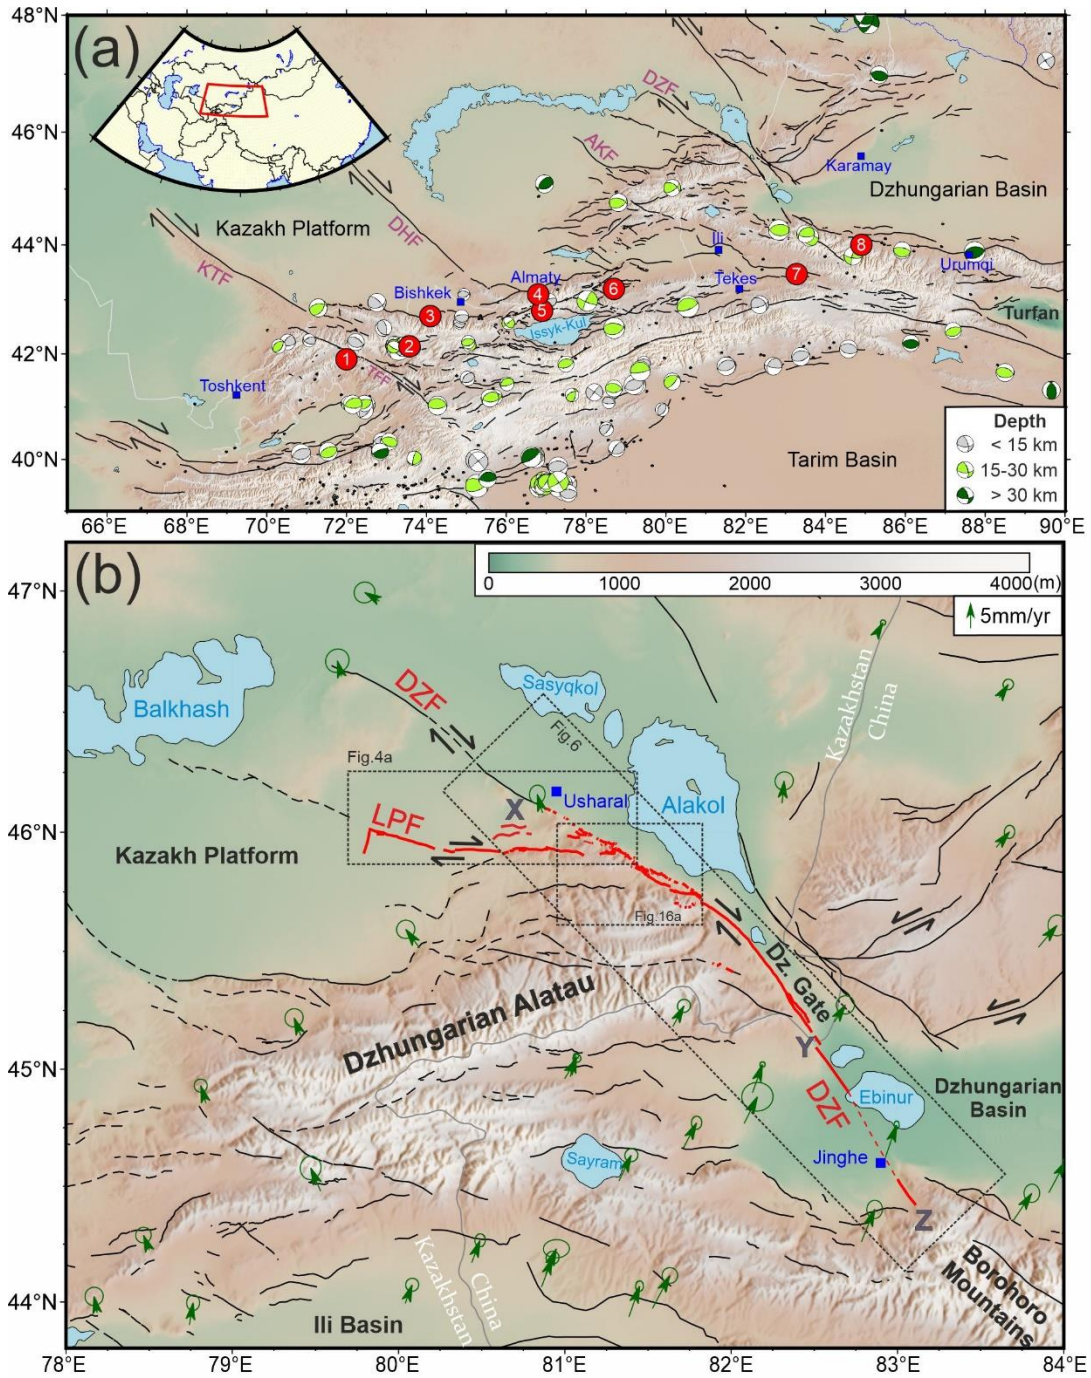 (a)
48°N
46°N
44°N
42°N
40°N
DZF
AKF
Karamay
Dzhungarian Basin
Kazakh Platform
DHF
KTF
Ili
8
Urumqi
Almaty
6
7
Tekes
Bishkek
4
5
Issyk-Kul
3
Turfan
2
1
TFF
Toshkent
Tarim Basin
Depth
< 15 km
15-30 km
> 30 km
66°E
68°E
70°E
72°E
74°E
76°E
78°E
80°E
82°E
84°E
86°E
88°E
90°E
(b)
0
1000
2000
3000
4000(m)
5mm/yr
47°N
46°N
45°N
44°N
Kazakhstan
China
DZF
Sasyqkol
Balkhash
Fig.6
Fig.4a
Usharal
Alakol
X
LPF
Kazakh Platform
Fig.16a
Dz. Gate
Dzhungarian Alatau
Y
DZF
Ebinur
Dzhungarian
Basin
Jinghe
Sayram
Z
Borohoro
Mountains
Kazakhstan
China
Ili Basin
78°E
79°E
80°E
81°E
82°E
83°E
84°E